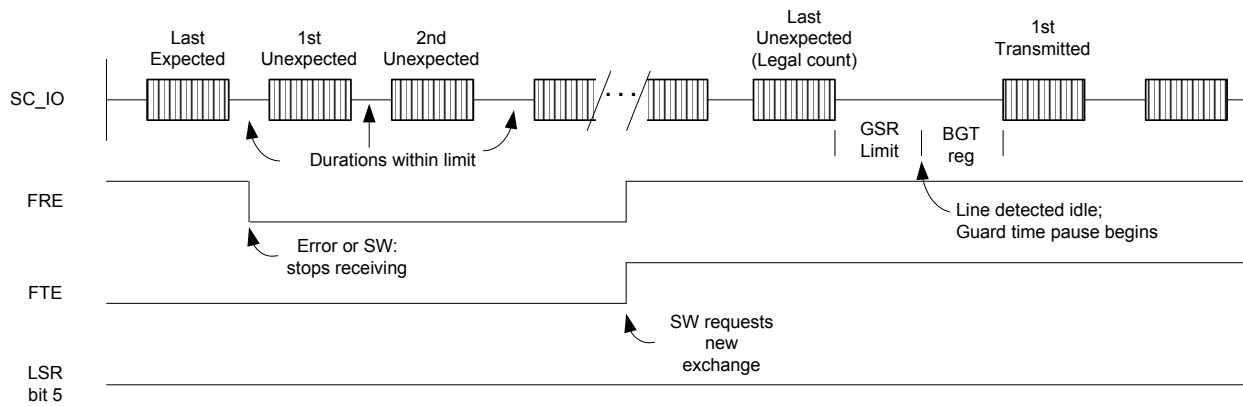 Last
Expected
1st
Unexpected
2nd
Unexpected
Last
Unexpected
(Legal count)
1st
Transmitted
SC_IO
. . .
Durations within limit
GSR
Limit
BGT
reg
FRE
Line detected idle;
Guard time pause begins
Error or SW:
stops receiving
FTE
SW requests
new
exchange
LSR
bit 5